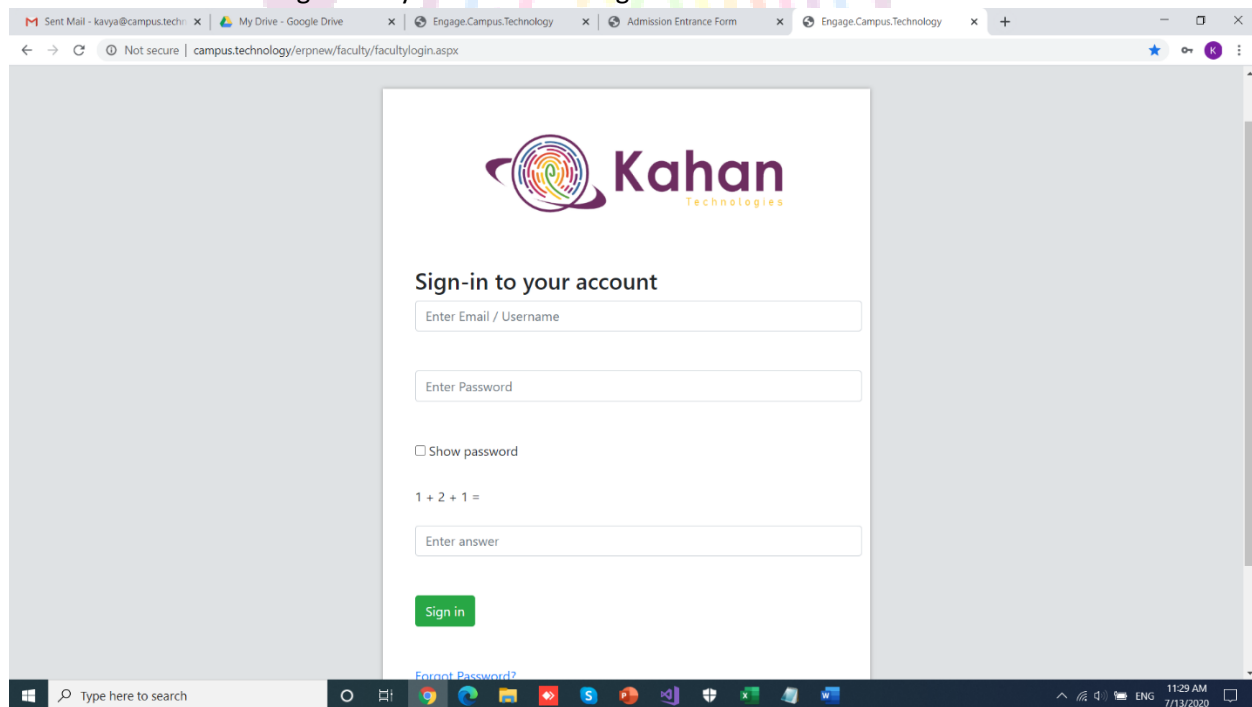 Sent Mail - kavya@campus.techn
My Drive - Google Drive
Engage.Campus.Technology
Admission Entrance Form
Engage.Campus.Technology
Not secure | campus.technology/erpnew/faculty/facultylogin.aspx
K
Kahan
Technologies
Sign-in to your account
Enter Email / Username
Enter Password
Show password
1 + 2 + 1 =
Enter answer
Sign in
Forgot Password?
Type here to search
ENG
11:29 AM
7/13/2020